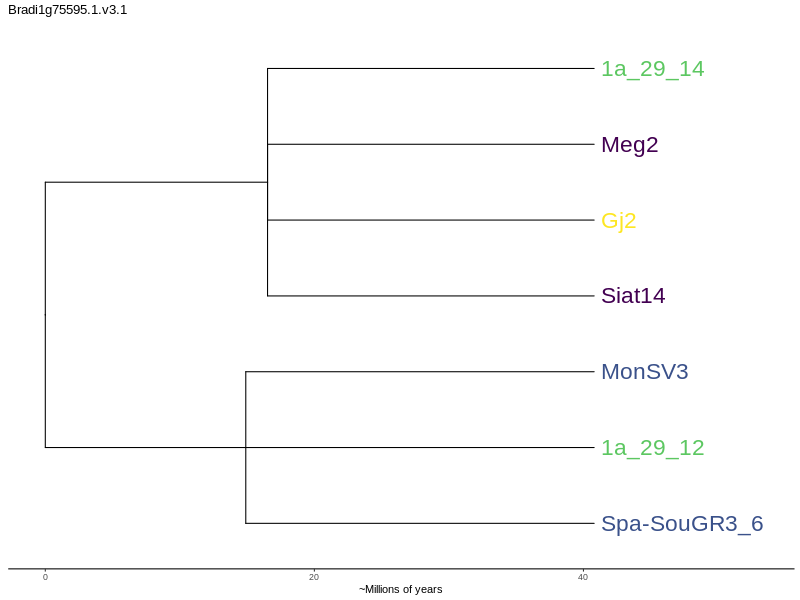 Bradi1g75595.1.v3.1
1a_29_14
Meg2
Gj2
Siat14
MonSV3
1a_29_12
Spa-SouGR3_6
0 20 40
~Millions of years